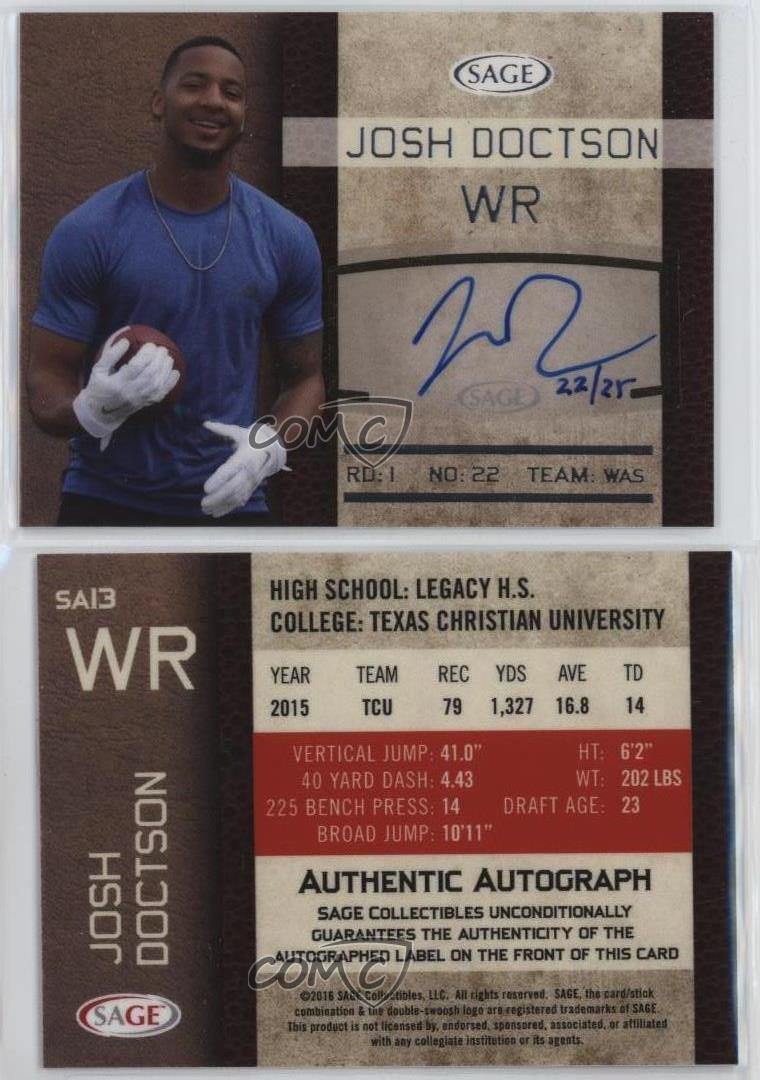 SAGE
JOSH DOCTSON
WR
22/25
SAGE
RD: 1 NO: 22 TEAM: WAS
COMC
SA13
WR
JOSH
DOCTSON
SAGE
HIGH SCHOOL: LEGACY H.S.
COLLEGE: TEXAS CHRISTIAN UNIVERSITY
YEAR TEAM REC YDS AVE TD
2015 TCU 79 1,327 16.8 14
VERTICAL JUMP: 41.0" HT: 6'2"
40 YARD DASH: 4.43 WT: 202 LBS
225 BENCH PRESS: 14 DRAFT AGE: 23
BROAD JUMP: 10'11"
AUTHENTIC AUTOGRAPH
SAGE COLLECTIBLES UNCONDITIONALLY
GUARANTEES THE AUTHENTICITY OF THE
AUTOGRAPHED LABEL ON THE FRONT OF THIS CARD
COMC
©2016 SAGE Collectibles, LLC. All rights reserved. SAGE, the card/stick
combination & the double-swoosh logo are registered trademarks of SAGE.
This product is not licensed by, endorsed, sponsored, associated, or affiliated
with any collegiate institution or its agents.